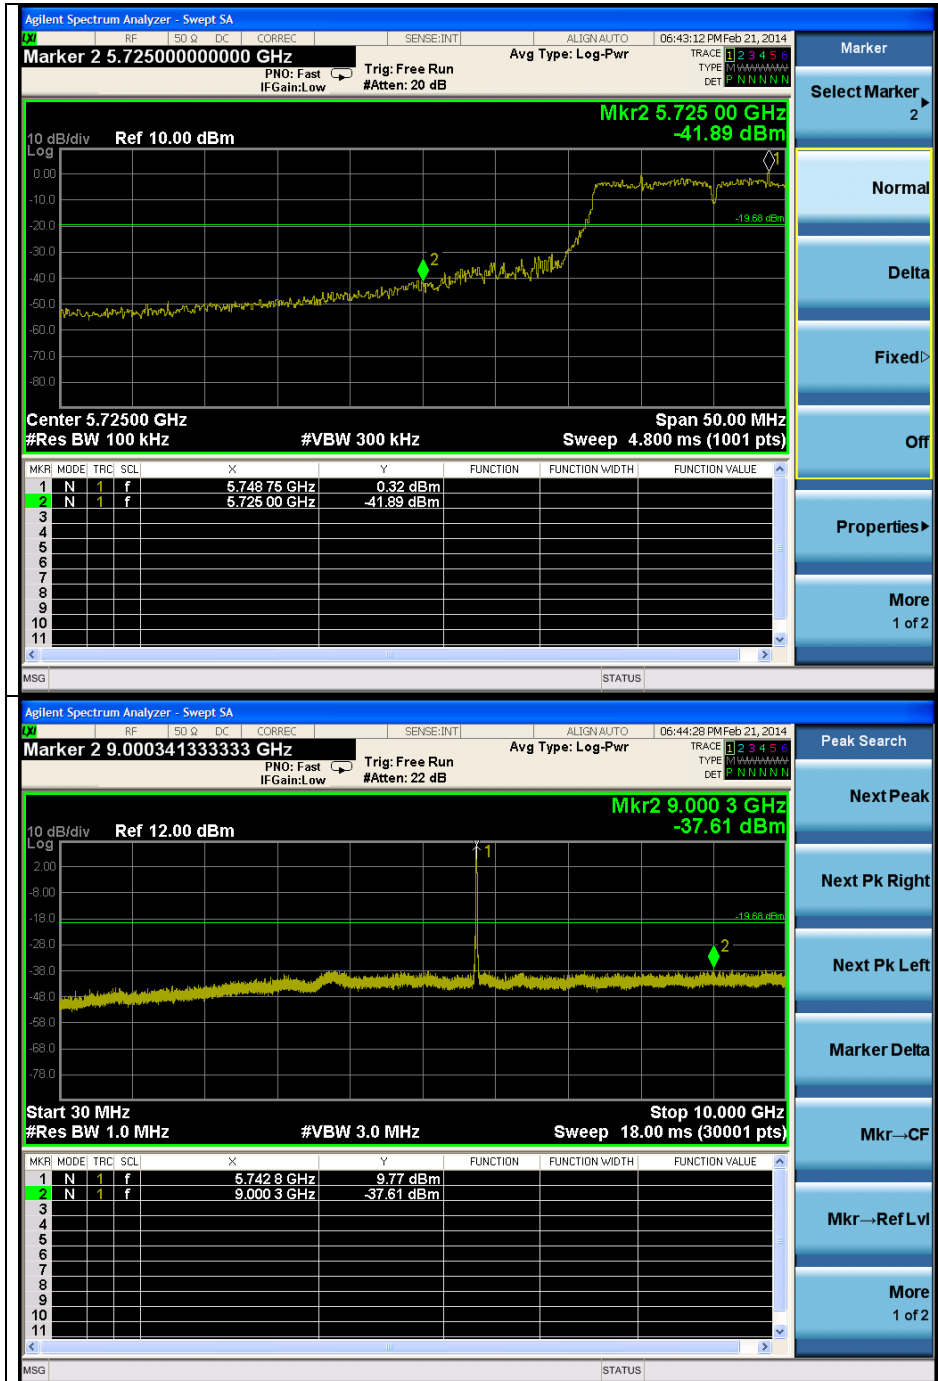 Agilent Spectrum Analyzer - Swept SA
LXI RF 50 Ω DC CORREC SENSE:INT ALIGNAUTO 06:43:12 PM Feb 21, 2014
Marker 2 5.725000000000 GHz
PNO: Fast
IFGain:Low
Trig: Free Run
#Atten: 20 dB
Avg Type: Log-Pwr
TRACE 1 2 3 4 5 6
TYPE M WWWWW
DET P N N N N N
Mkr2 5.725 00 GHz
-41.89 dBm
10 dB/div Ref 10.00 dBm
Log
0.00
-10.0
-20.0
-30.0
-40.0
-50.0
-60.0
-70.0
-80.0
1
-19.68 dBm
2
Center 5.72500 GHz Span 50.00 MHz
#Res BW 100 kHz #VBW 300 kHz Sweep 4.800 ms (1001 pts)
MKR MODE TRC SCL X Y FUNCTION FUNCTION WIDTH FUNCTION VALUE
1 N 1 f 5.748 75 GHz 0.32 dBm
2 N 1 f 5.725 00 GHz -41.89 dBm
3
4
5
6
7
8
9
10
11
MSG STATUS
Marker
Select Marker
2
Normal
Delta
Fixed
Off
Properties
More
1 of 2
Agilent Spectrum Analyzer - Swept SA
LXI RF 50 Ω DC CORREC SENSE:INT ALIGNAUTO 06:44:28 PM Feb 21, 2014
Marker 2 9.000341333333 GHz
PNO: Fast
IFGain:Low
Trig: Free Run
#Atten: 22 dB
Avg Type: Log-Pwr
TRACE 1 2 3 4 5 6
TYPE M WWWWW
DET P N N N N N
Mkr2 9.000 3 GHz
-37.61 dBm
10 dB/div Ref 12.00 dBm
Log
2.00
-8.00
-18.0
-28.0
-38.0
-48.0
-58.0
-68.0
-78.0
1
-19.68 dBm
2
Start 30 MHz Stop 10.000 GHz
#Res BW 1.0 MHz #VBW 3.0 MHz Sweep 18.00 ms (30001 pts)
MKR MODE TRC SCL X Y FUNCTION FUNCTION WIDTH FUNCTION VALUE
1 N 1 f 5.742 8 GHz 9.77 dBm
2 N 1 f 9.000 3 GHz -37.61 dBm
3
4
5
6
7
8
9
10
11
MSG STATUS
Peak Search
Next Peak
Next Pk Right
Next Pk Left
Marker Delta
Mkr→CF
Mkr→Ref Lvl
More
1 of 2